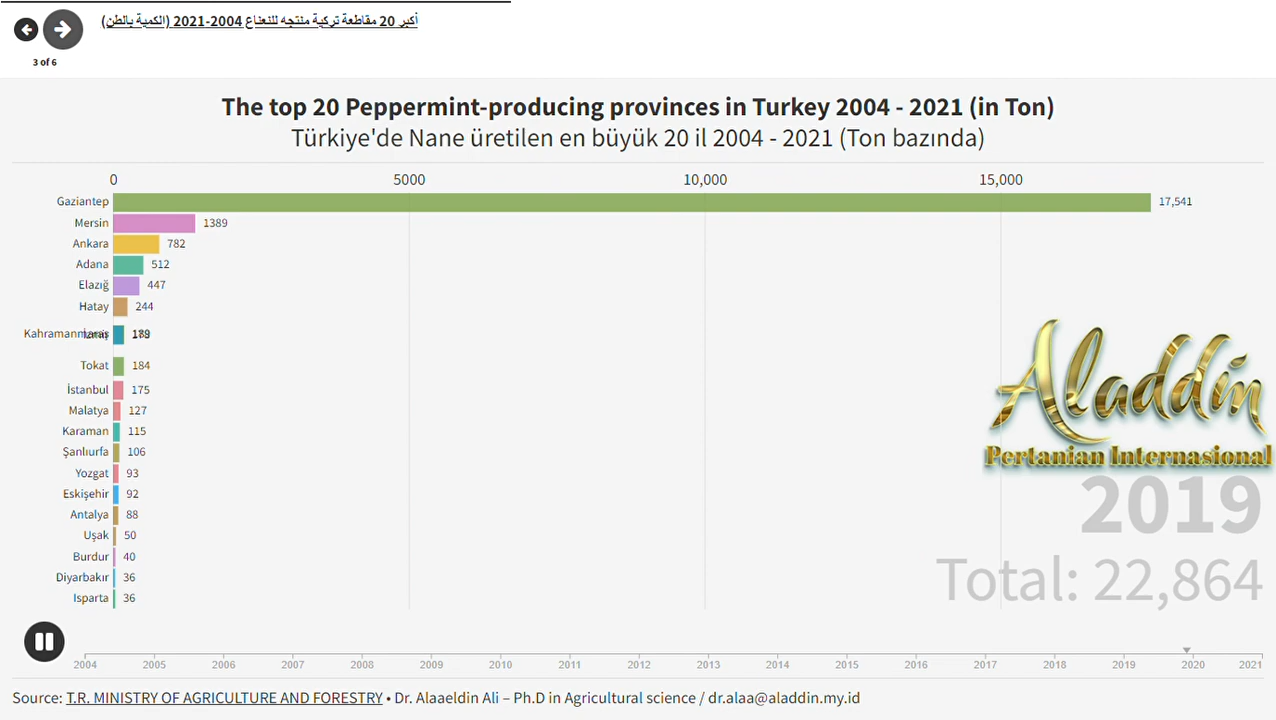 أكبر 20 مقاطعة تركية منتجه للنعناع 2004-2021 (الكمية بالطن)
3 of 6
The top 20 Peppermint-producing provinces in Turkey 2004 - 2021 (in Ton)
Türkiye'de Nane üretilen en büyük 20 il 2004 - 2021 (Ton bazında)
0 5000 10,000 15,000
Gaziantep 17,541
Mersin 1389
Ankara 782
Adana 512
Elazığ 447
Hatay 244
Kahramanmaraş
Tokat 184
İstanbul 175
Malatya 127
Karaman 115
Şanlıurfa 106
Yozgat 93
Eskişehir 92
Antalya 88
Uşak 50
Burdur 40
Diyarbakır 36
Isparta 36
Aladdin
Pertanian Internasional
2019
Total: 22,864
2004 2005 2006 2007 2008 2009 2010 2011 2012 2013 2014 2015 2016 2017 2018 2019 2020 2021
Source: T.R. MINISTRY OF AGRICULTURE AND FORESTRY • Dr. Alaaeldin Ali – Ph.D in Agricultural science / dr.alaa@aladdin.my.id